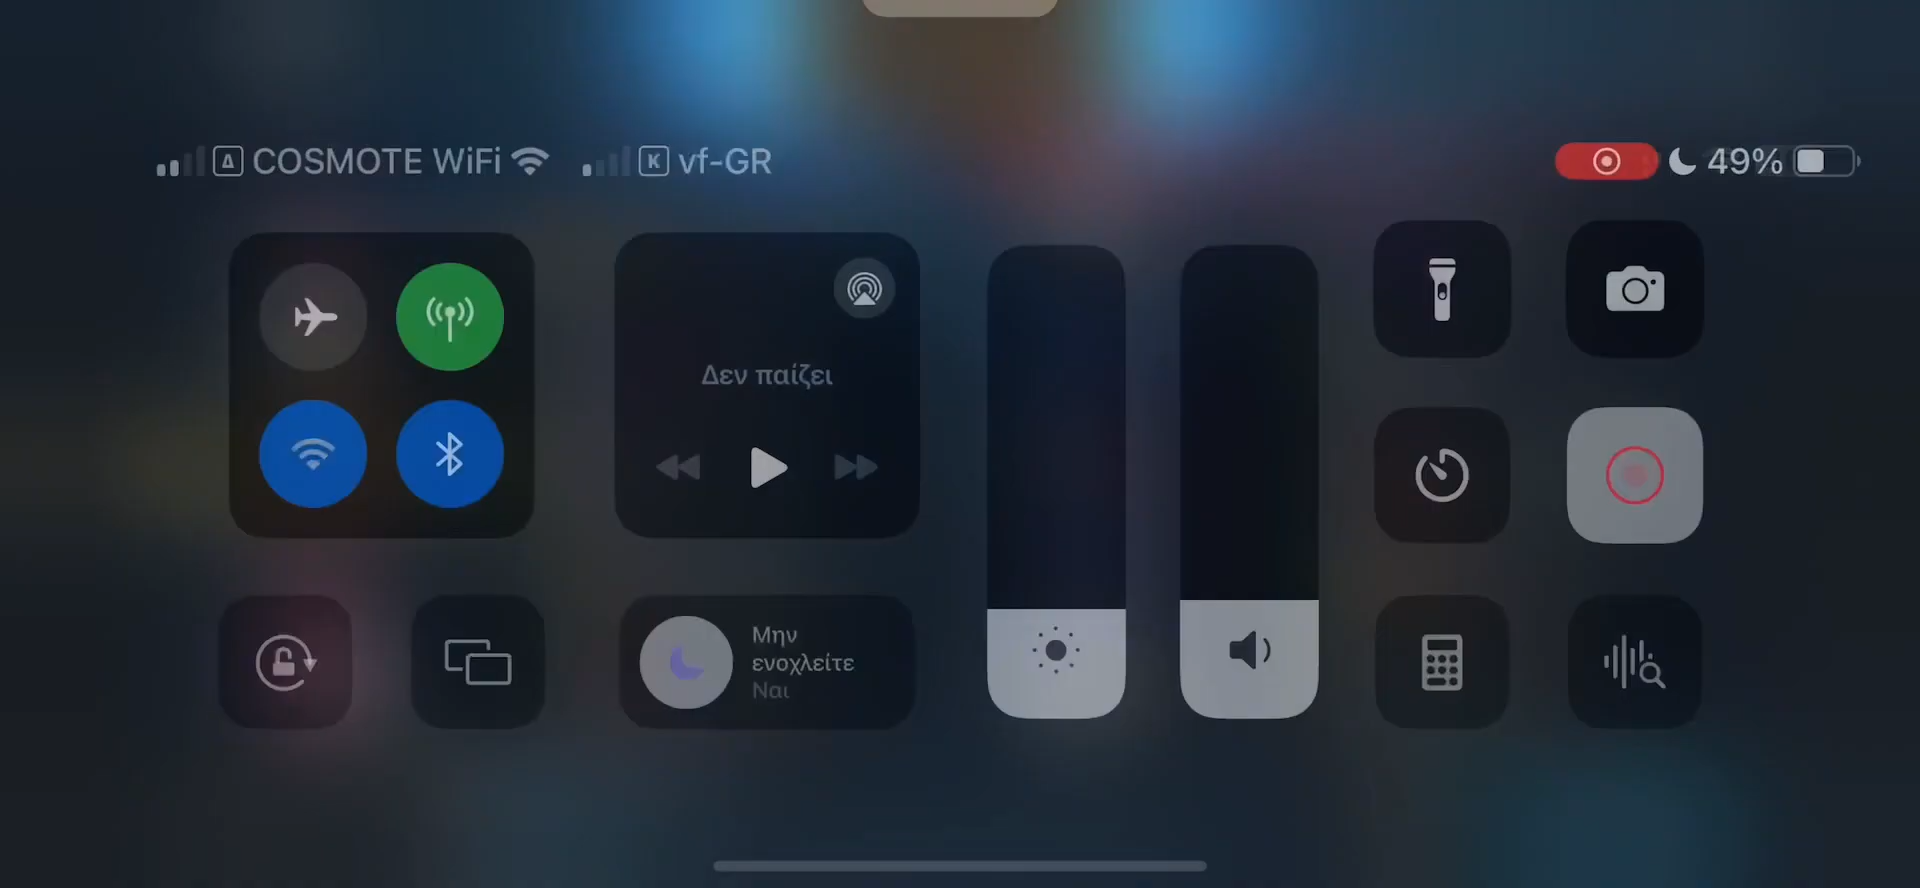 Δ COSMOTE WiFi
K vf-GR
49%
Δεν παίζει
Μην
ενοχλείτε
Ναι